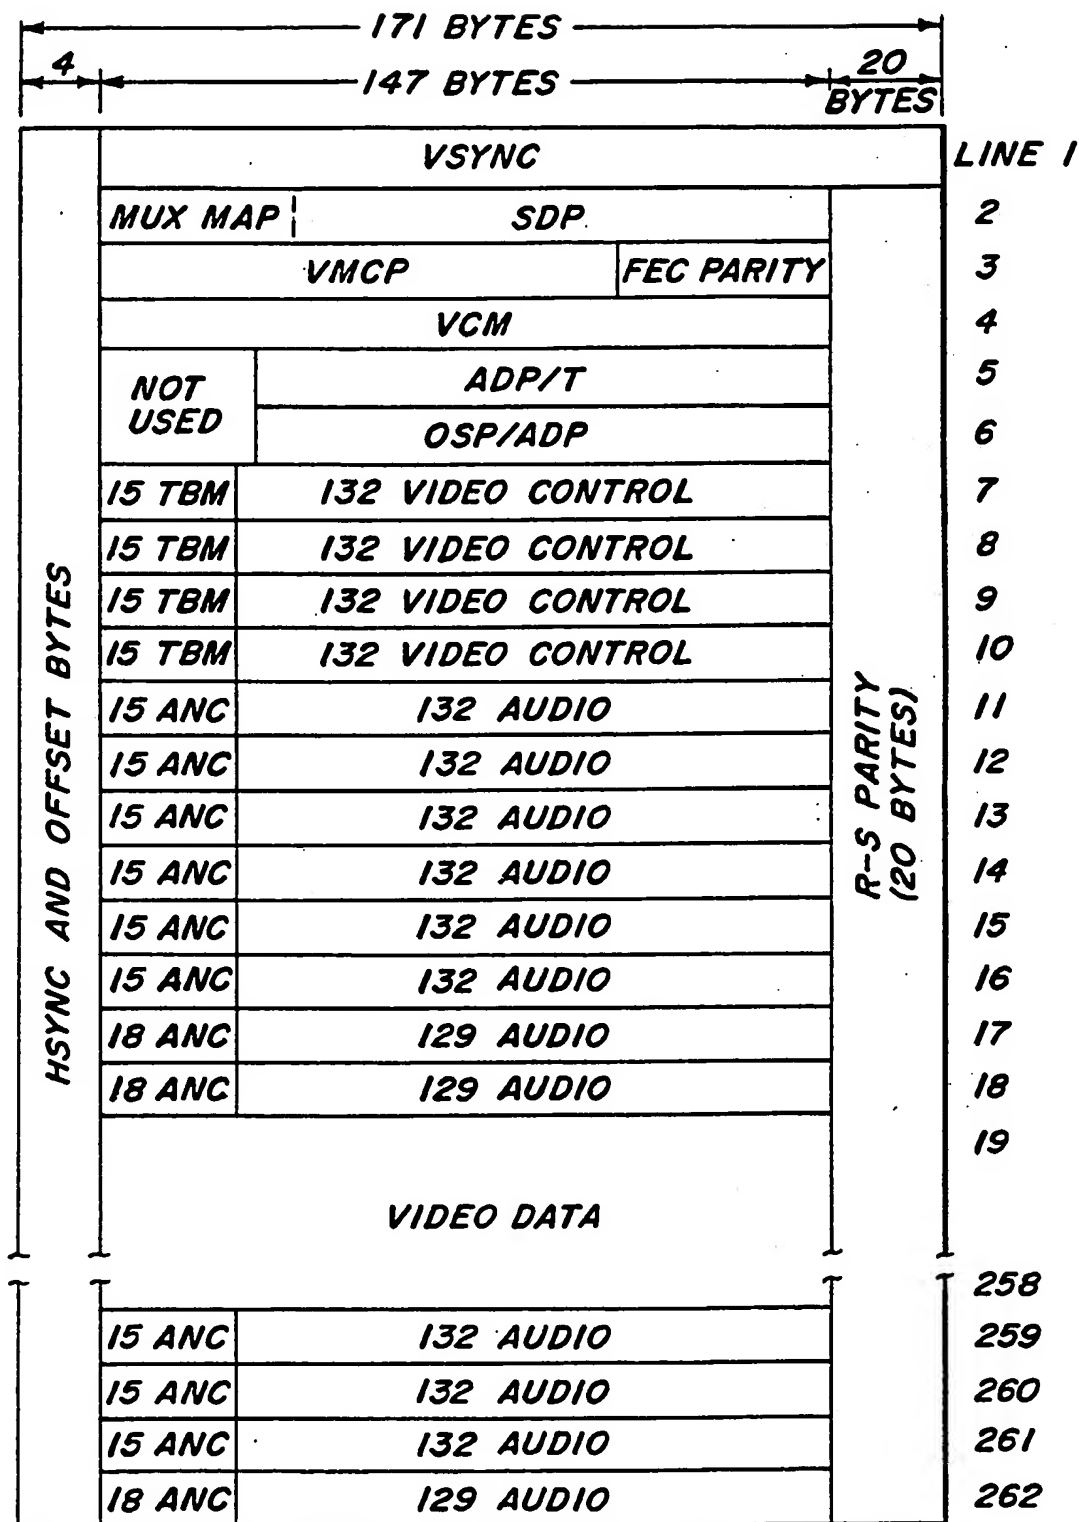 171 BYTES
4
147 BYTES
20
BYTES
VSYNC
LINE 1
MUX MAP
SDP
2
VMCP
FEC PARITY
3
VCM
4
NOT
USED
ADP/T
5
OSP/ADP
6
15 TBM
132 VIDEO CONTROL
7
15 TBM
132 VIDEO CONTROL
8
15 TBM
132 VIDEO CONTROL
9
15 TBM
132 VIDEO CONTROL
10
15 ANC
132 AUDIO
11
15 ANC
132 AUDIO
12
15 ANC
132 AUDIO
13
15 ANC
132 AUDIO
14
15 ANC
132 AUDIO
15
15 ANC
132 AUDIO
16
18 ANC
129 AUDIO
17
18 ANC
129 AUDIO
18
19
VIDEO DATA
258
15 ANC
132 AUDIO
259
15 ANC
132 AUDIO
260
15 ANC
132 AUDIO
261
18 ANC
129 AUDIO
262
HSYNC AND OFFSET BYTES
R-S PARITY
(20 BYTES)